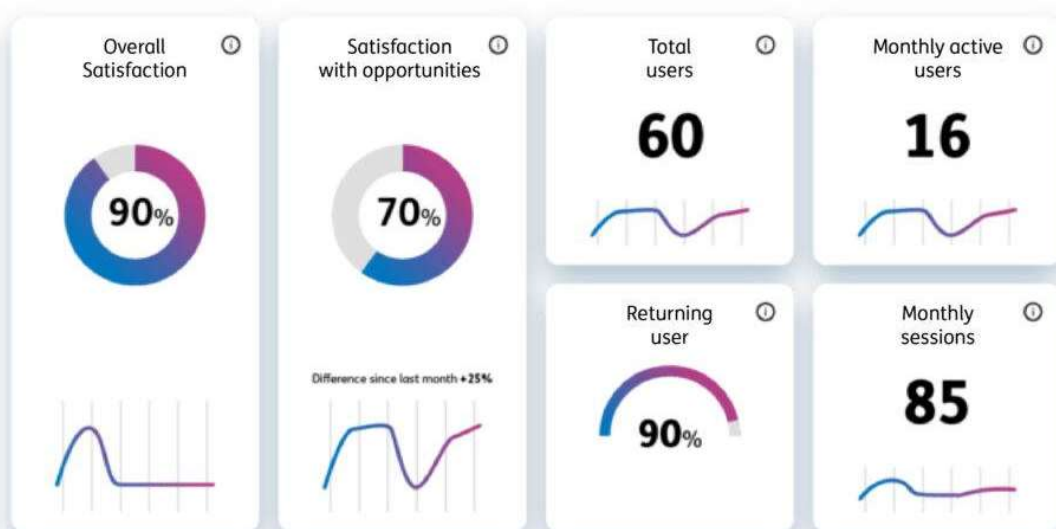 Overall
Satisfaction
90%
Satisfaction
with opportunities
70%
Difference since last month +25%
Total
users
60
Monthly active
users
16
Returning
user
90%
Monthly
sessions
85